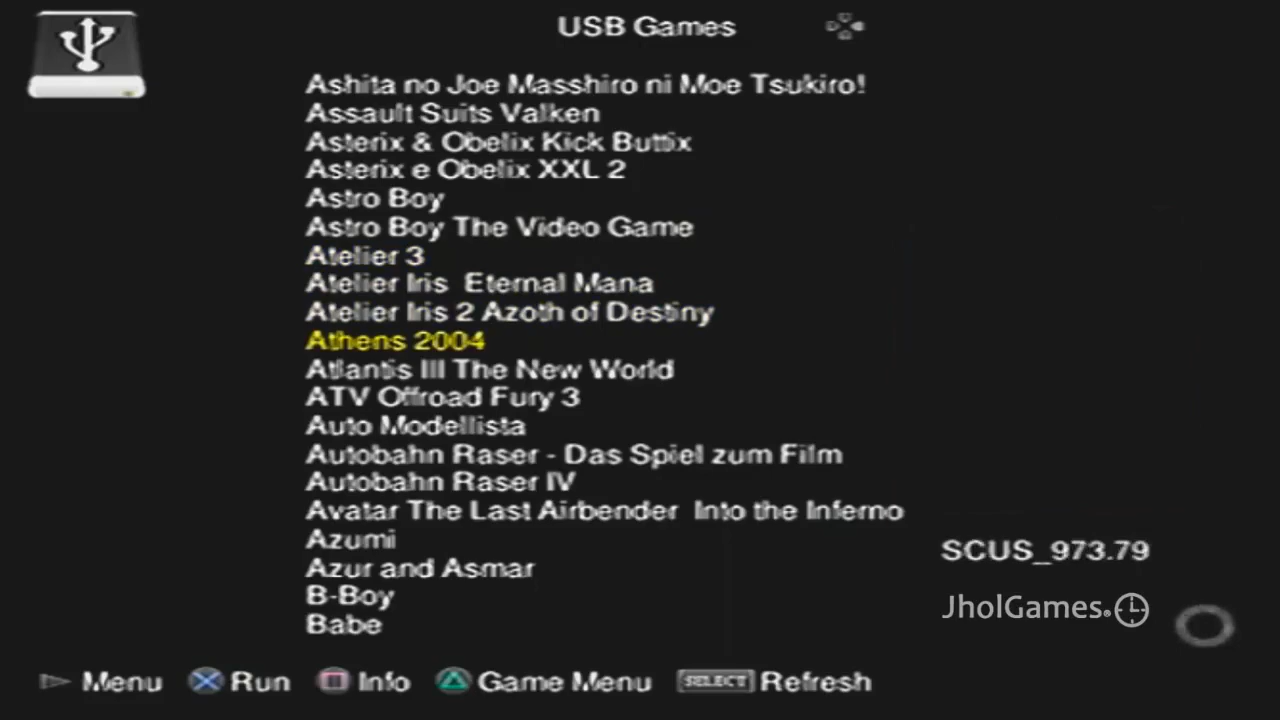 USB Games
Ashita no Joe Masshiro ni Moe Tsukiro!
Assault Suits Valken
Asterix & Obelix Kick Buttix
Asterix e Obelix XXL 2
Astro Boy
Astro Boy The Video Game
Atelier 3
Atelier Iris  Eternal Mana
Atelier Iris 2 Azoth of Destiny
Athens 2004
Atlantis III The New World
ATV Offroad Fury 3
Auto Modellista
Autobahn Raser - Das Spiel zum Film
Autobahn Raser IV
Avatar The Last Airbender  Into the Inferno
Azumi
Azur and Asmar
B-Boy
Babe
SCUS_973.79
JholGames.
Menu Run Info Game Menu SELECT Refresh